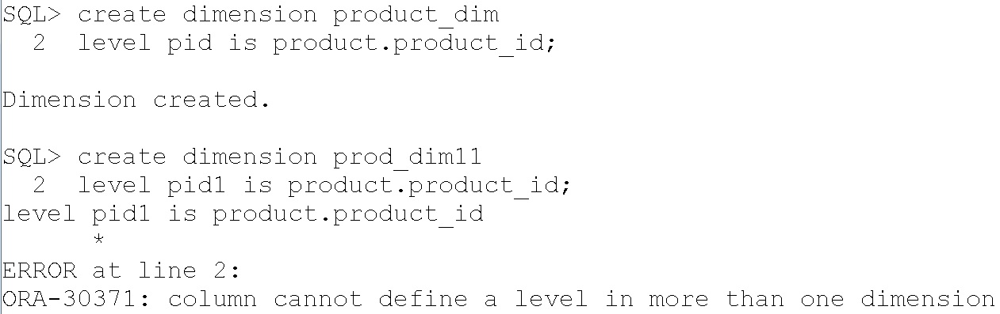 SQL> create dimension product_dim
  2  level pid is product.product_id;
Dimension created.
SQL> create dimension prod_dim11
  2  level pid1 is product.product_id;
level pid1 is product.product_id
      *
ERROR at line 2:
ORA-30371: column cannot define a level in more than one dimension